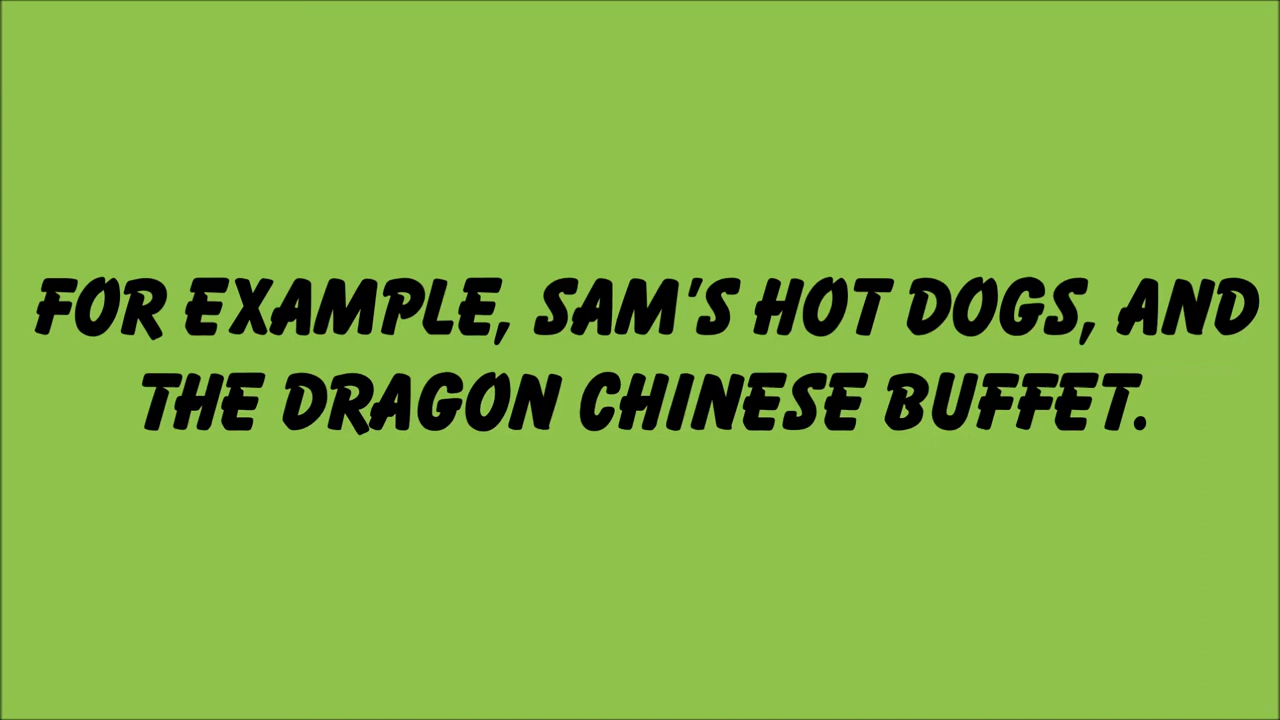 FOR EXAMPLE, SAM'S HOT DOGS, AND
THE DRAGON CHINESE BUFFET.